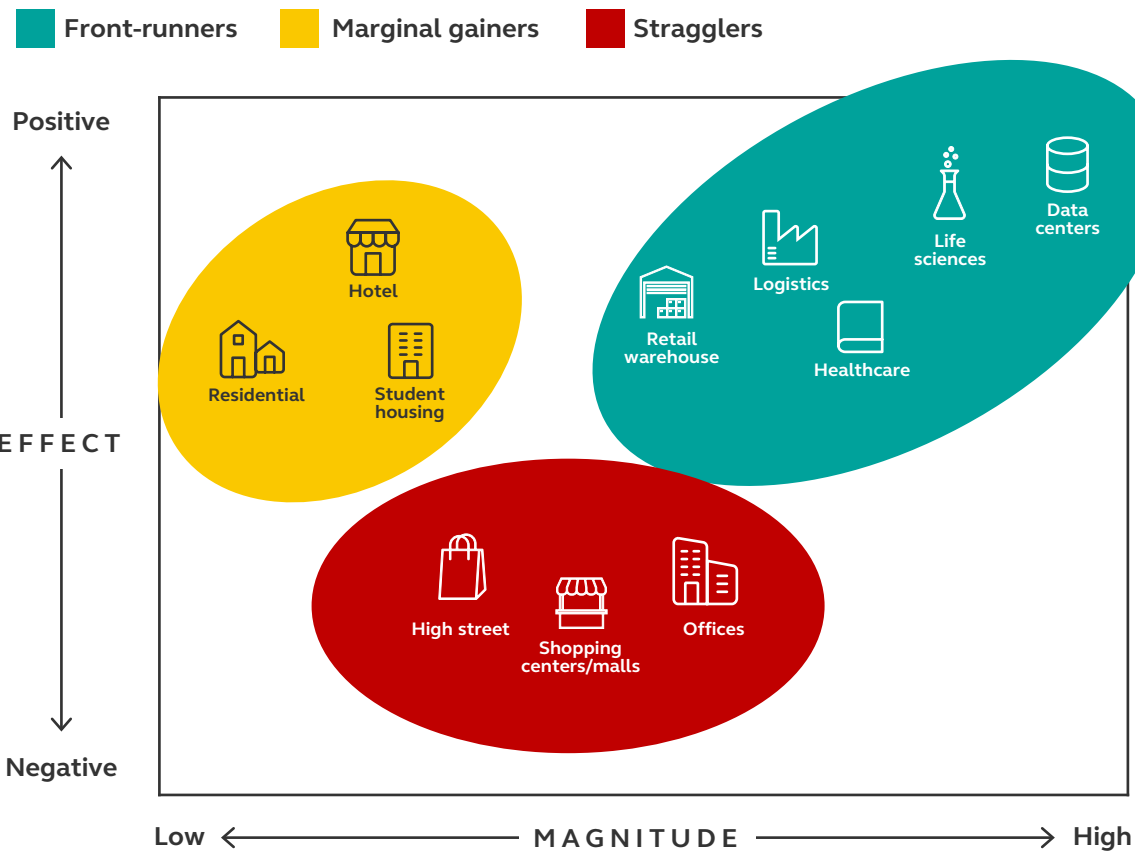 Front-runners
Marginal gainers
Stragglers
Positive
EFFECT
Negative
Hotel
Residential
Student
housing
Data
centers
Life
sciences
Logistics
Retail
warehouse
Healthcare
High street
Shopping
centers/malls
Offices
Low
MAGNITUDE
High